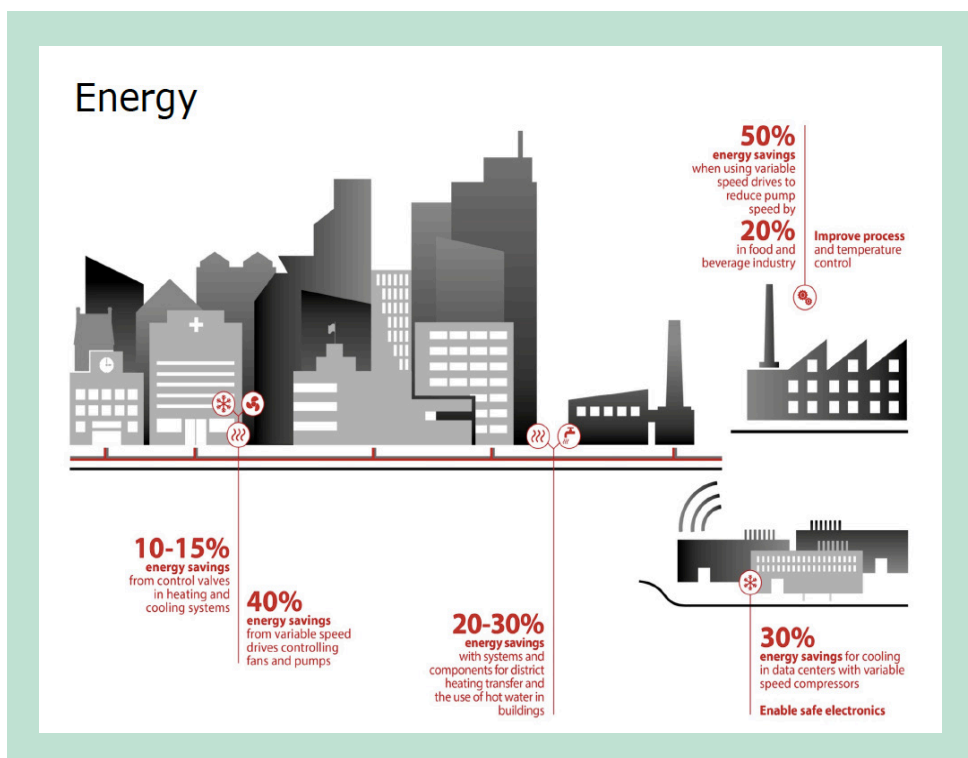 Energy
50%
energy savings
when using variable
speed drives to
reduce pump
speed by
20%
in food and
beverage industry
Improve process
and temperature
control
10-15%
energy savings
from control valves
in heating and
cooling systems
40%
energy savings
from variable speed
drives controlling
fans and pumps
20-30%
energy savings
with systems and
components for district
heating transfer and
the use of hot water in
buildings
30%
energy savings for cooling
in data centers with variable
speed compressors
Enable safe electronics